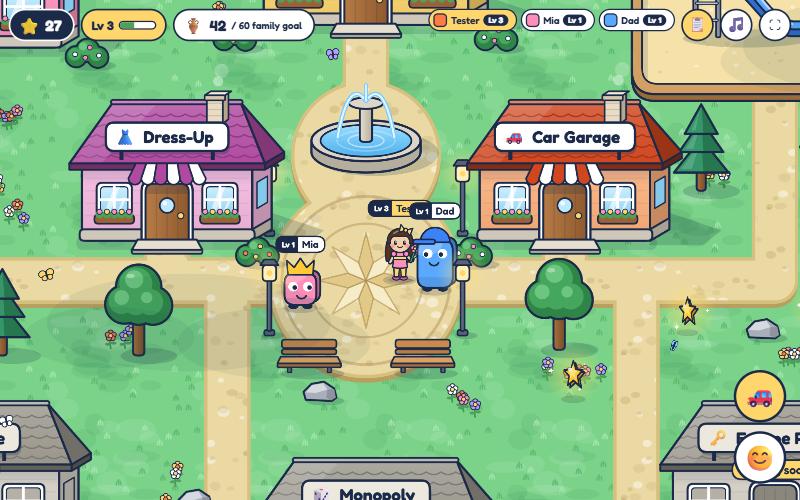 27
Lv 3
42 / 60 family goal
Tester Lv 3
Mia Lv 1
Dad Lv 1
Dress-Up
Car Garage
Lv 3
Lv 1 Dad
Lv 1 Mia
Monopoly